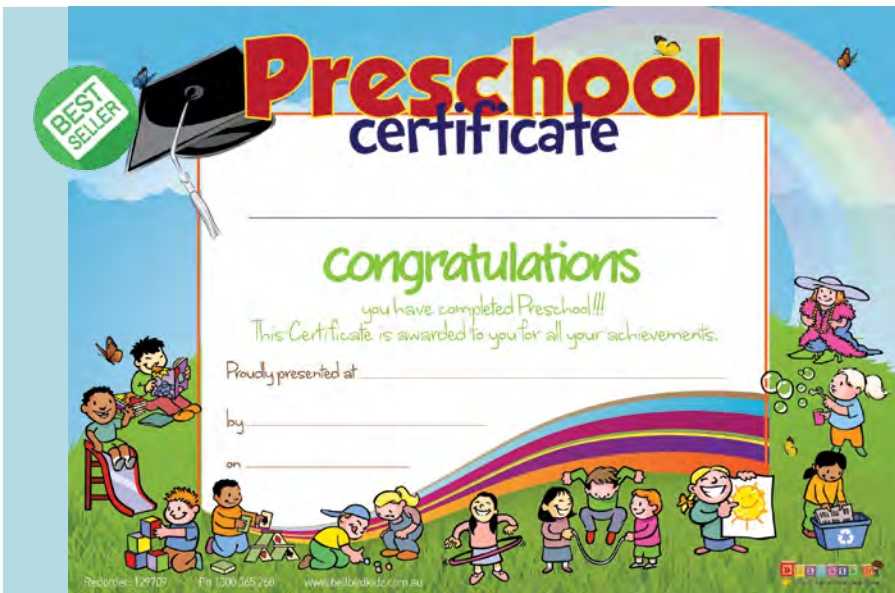 BEST
SELLER
Preschool
certificate
congratulations
you have completed Preschool!!!
This Certificate is awarded to you for all your achievements.
Proudly presented at
by
on
Reorder: 129709 Ph 1300 365 268 www.bellbirdkidz.com.au